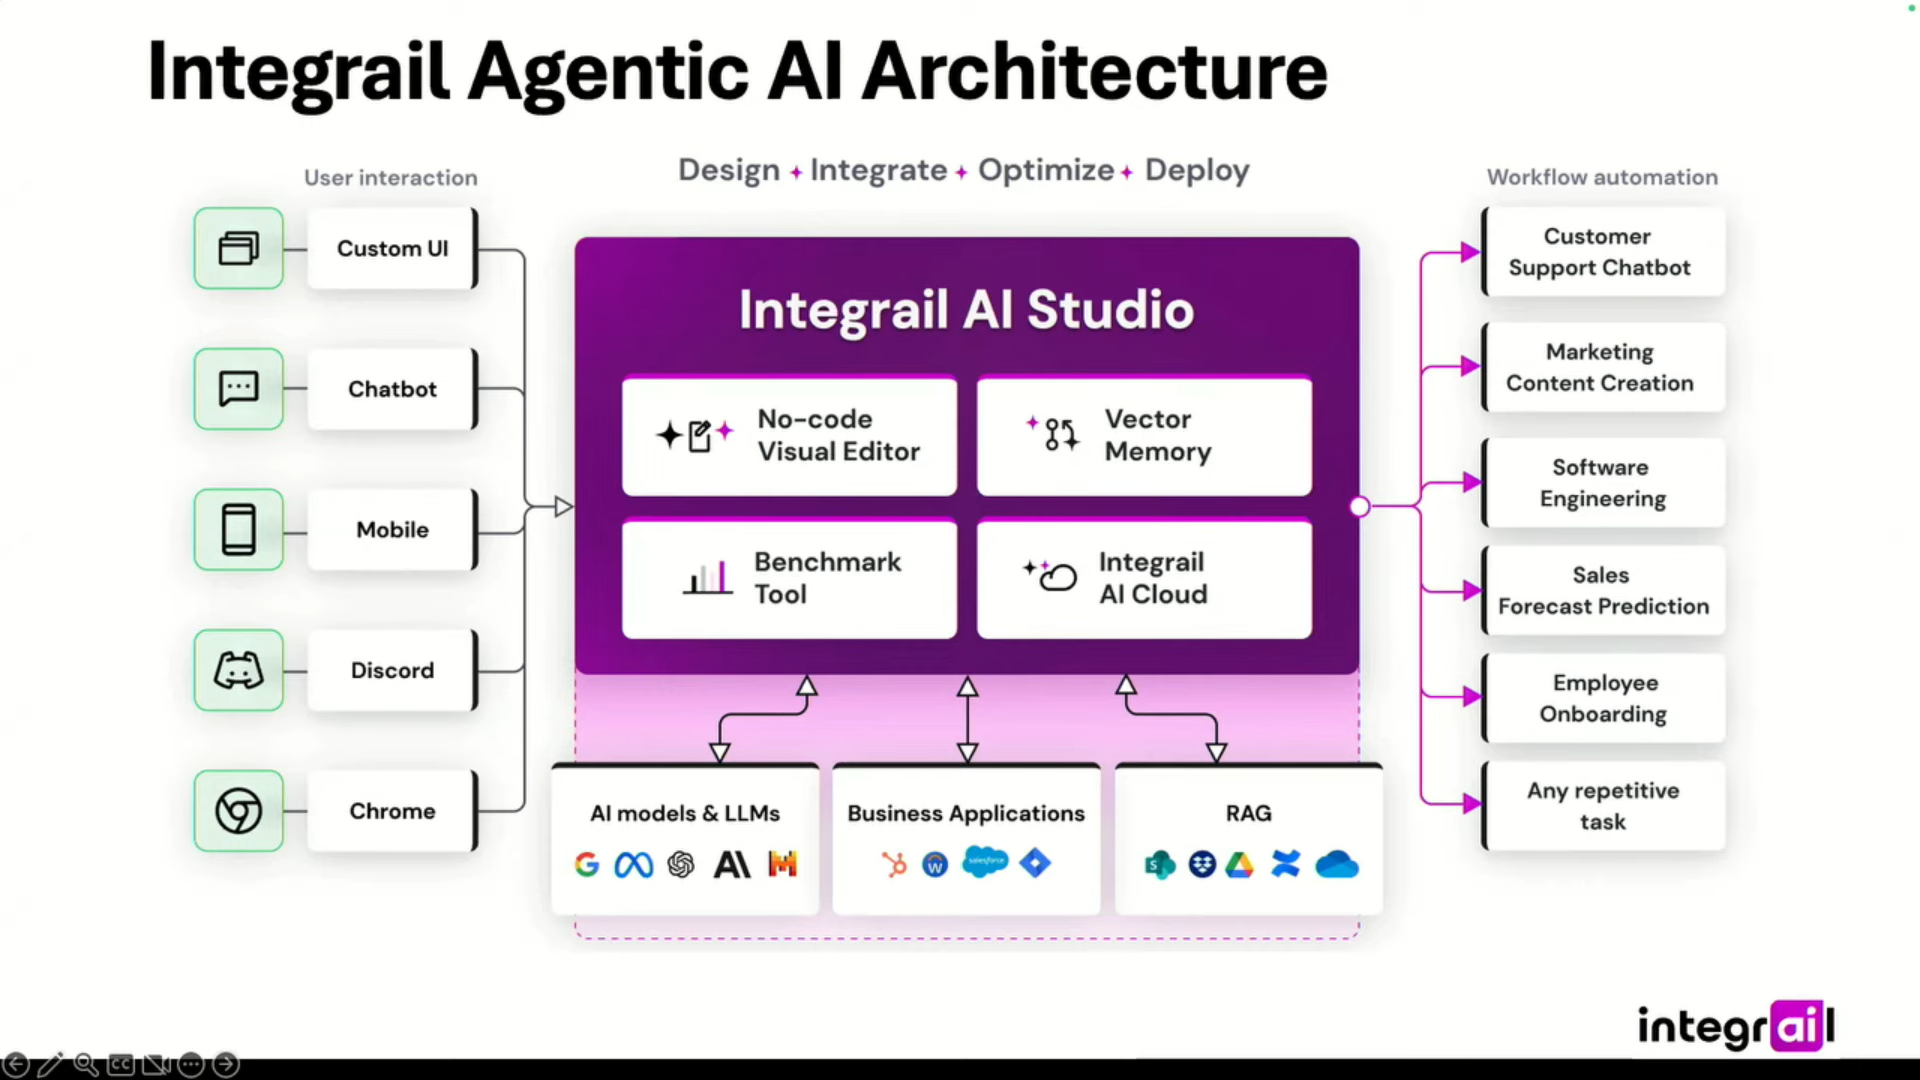 Integrail Agentic AI Architecture
Design + Integrate + Optimize + Deploy
User interaction
Custom UI
Chatbot
Mobile
Discord
Chrome
Integrail AI Studio
No-code
Visual Editor
Vector
Memory
Benchmark
Tool
Integrail
AI Cloud
AI models & LLMs
Business Applications
salesforce
RAG
Workflow automation
Customer
Support Chatbot
Marketing
Content Creation
Software
Engineering
Sales
Forecast Prediction
Employee
Onboarding
Any repetitive
task
integrail
CC